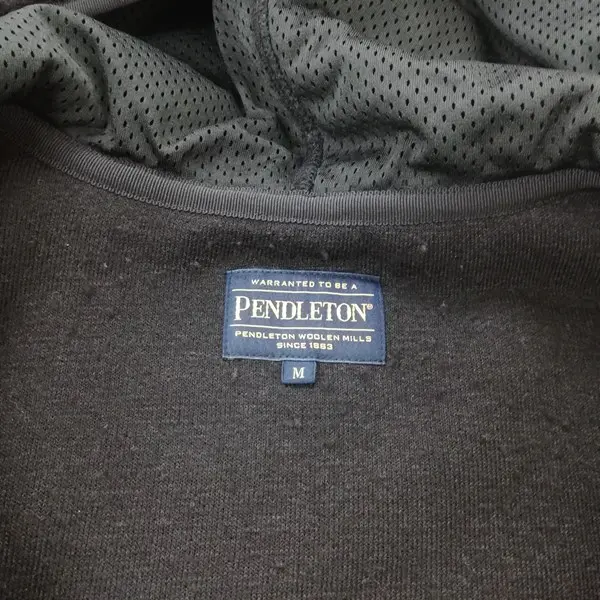 WARRANTED TO BE A
PENDLETON®
PENDLETON WOOLEN MILLS
SINCE 1863
M